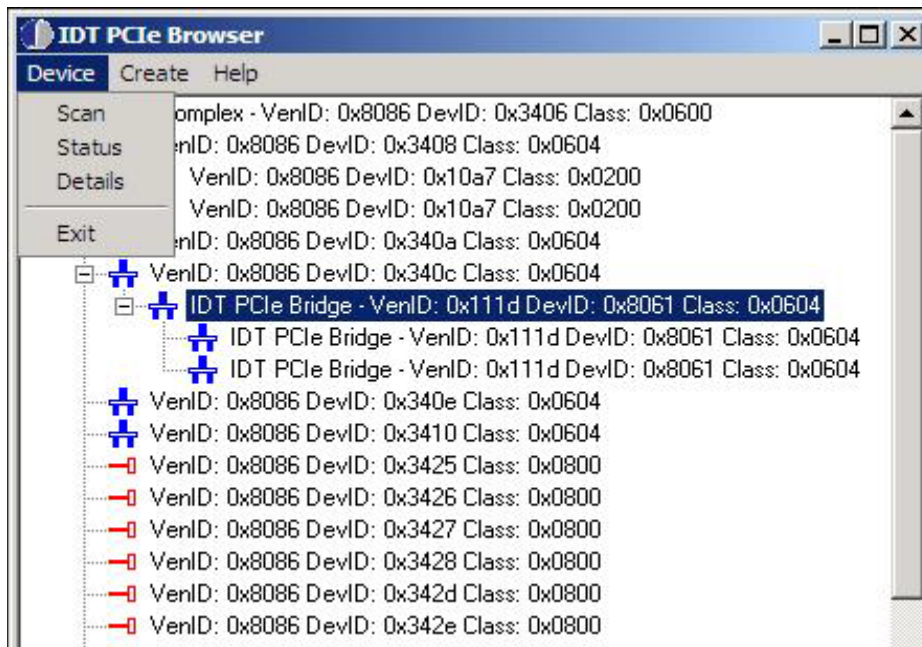 IDT PCIe Browser
Device Create Help
Scan
Status
Details
Exit
omplex - VenID: 0x8086 DevID: 0x3406 Class: 0x0600
enID: 0x8086 DevID: 0x3408 Class: 0x0604
VenID: 0x8086 DevID: 0x10a7 Class: 0x0200
VenID: 0x8086 DevID: 0x10a7 Class: 0x0200
enID: 0x8086 DevID: 0x340a Class: 0x0604
VenID: 0x8086 DevID: 0x340c Class: 0x0604
IDT PCIe Bridge - VenID: 0x111d DevID: 0x8061 Class: 0x0604
IDT PCIe Bridge - VenID: 0x111d DevID: 0x8061 Class: 0x0604
IDT PCIe Bridge - VenID: 0x111d DevID: 0x8061 Class: 0x0604
VenID: 0x8086 DevID: 0x340e Class: 0x0604
VenID: 0x8086 DevID: 0x3410 Class: 0x0604
VenID: 0x8086 DevID: 0x3425 Class: 0x0800
VenID: 0x8086 DevID: 0x3426 Class: 0x0800
VenID: 0x8086 DevID: 0x3427 Class: 0x0800
VenID: 0x8086 DevID: 0x3428 Class: 0x0800
VenID: 0x8086 DevID: 0x342d Class: 0x0800
VenID: 0x8086 DevID: 0x342e Class: 0x0800